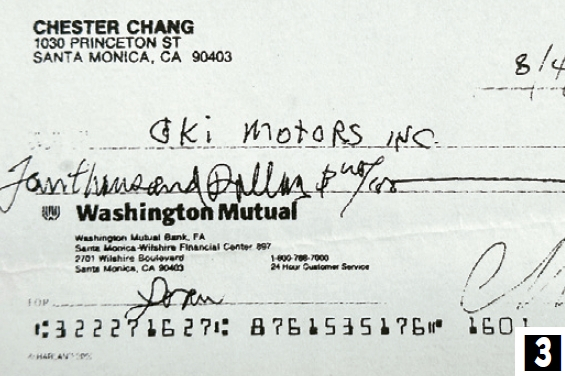 CHESTER CHANG
1030 PRINCETON ST
SANTA MONICA, CA 90403
8/4
GKi MOTORS INC.
Washington Mutual
Washington Mutual Bank, FA
Santa Monica-Wilshire Financial Center 897
2701 Wilshire Boulevard 1-800-788-7000
Santa Monica, CA 90403 24 Hour Customer Service
FOR Loan
3